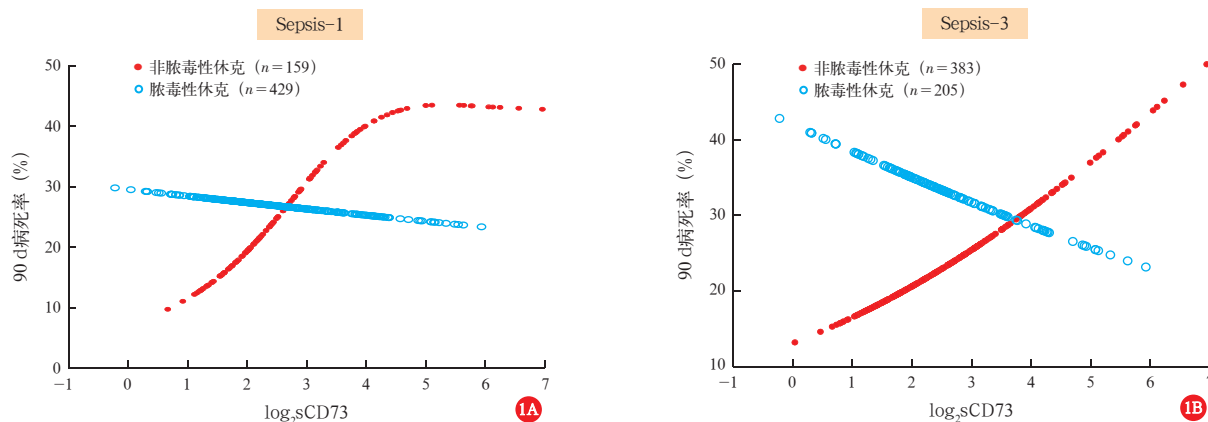 Sepsis-1
50
40
30
20
10
0
90 d病死率（%）
非脓毒性休克（n＝159）
脓毒性休克（n＝429）
−1 0 1 2 3 4 5 6 7
log₂sCD73
1A
Sepsis-3
50
40
30
20
10
90 d病死率（%）
非脓毒性休克（n＝383）
脓毒性休克（n＝205）
−1 0 1 2 3 4 5 6 7
log₂sCD73
1B